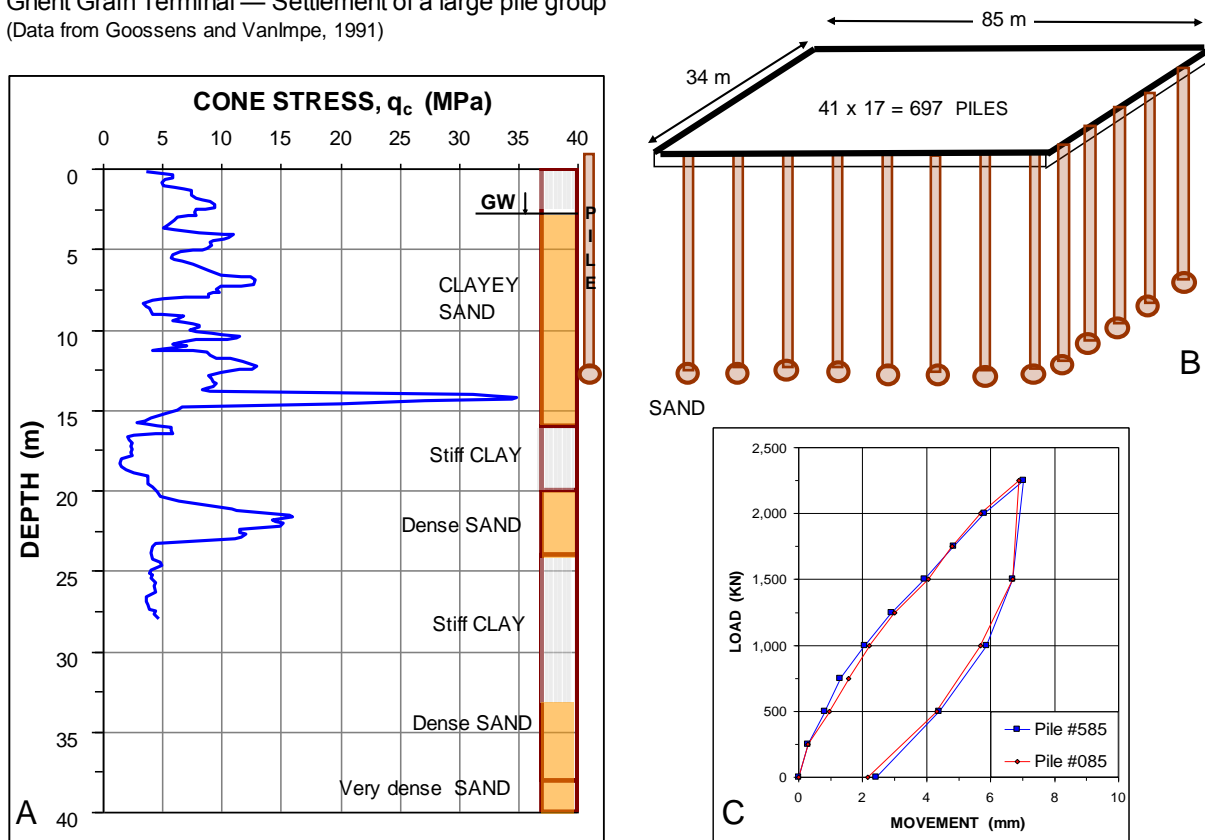 Ghent Grain Terminal — Settlement of a large pile group
(Data from Goossens and VanImpe, 1991)
CONE STRESS, qc (MPa)
0 5 10 15 20 25 30 35 40
0
5
10
15
20
25
30
35
40
DEPTH (m)
GW
PILE
CLAYEY
SAND
Stiff CLAY
Dense SAND
Stiff CLAY
Dense SAND
Very dense SAND
A
85 m
34 m
41 x 17 = 697 PILES
B
SAND
2,500
2,000
1,500
1,000
500
0
LOAD (KN)
Pile #585
Pile #085
0 2 4 6 8 10
MOVEMENT (mm)
C